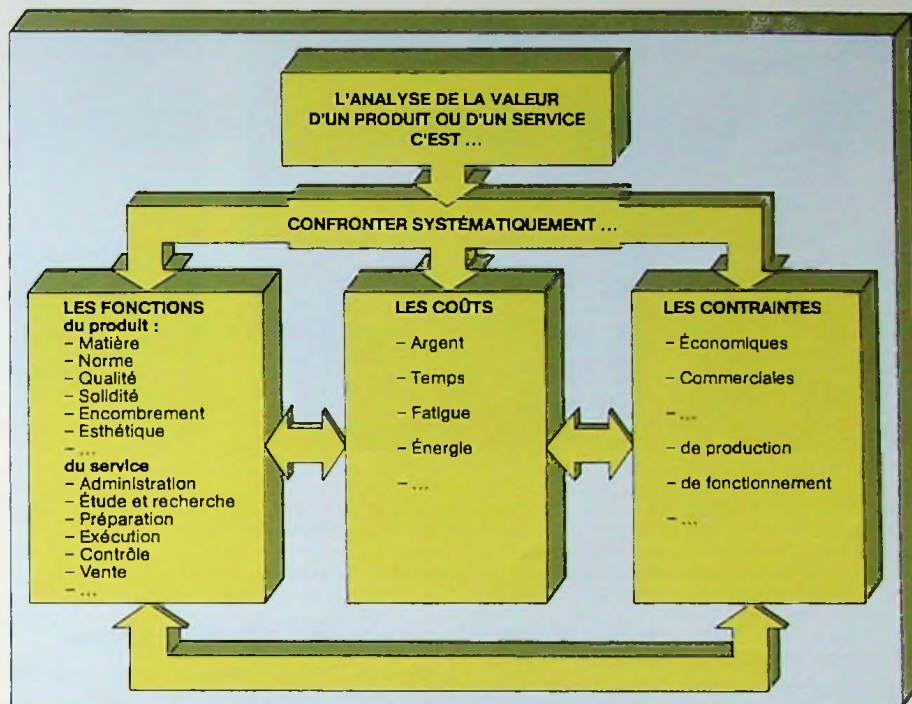 L'ANALYSE DE LA VALEUR
D'UN PRODUIT OU D'UN SERVICE
C'EST ...
CONFRONTER SYSTÉMATIQUEMENT ...
LES FONCTIONS
du produit :
– Matière
– Norme
– Qualité
– Solidité
– Encombrement
– Esthétique
– ...
du service
– Administration
– Étude et recherche
– Préparation
– Exécution
– Contrôle
– Vente
– ...
LES COÛTS
– Argent
– Temps
– Fatigue
– Énergie
– ...
LES CONTRAINTES
– Économiques
– Commerciales
– ...
– de production
– de fonctionnement
– ...